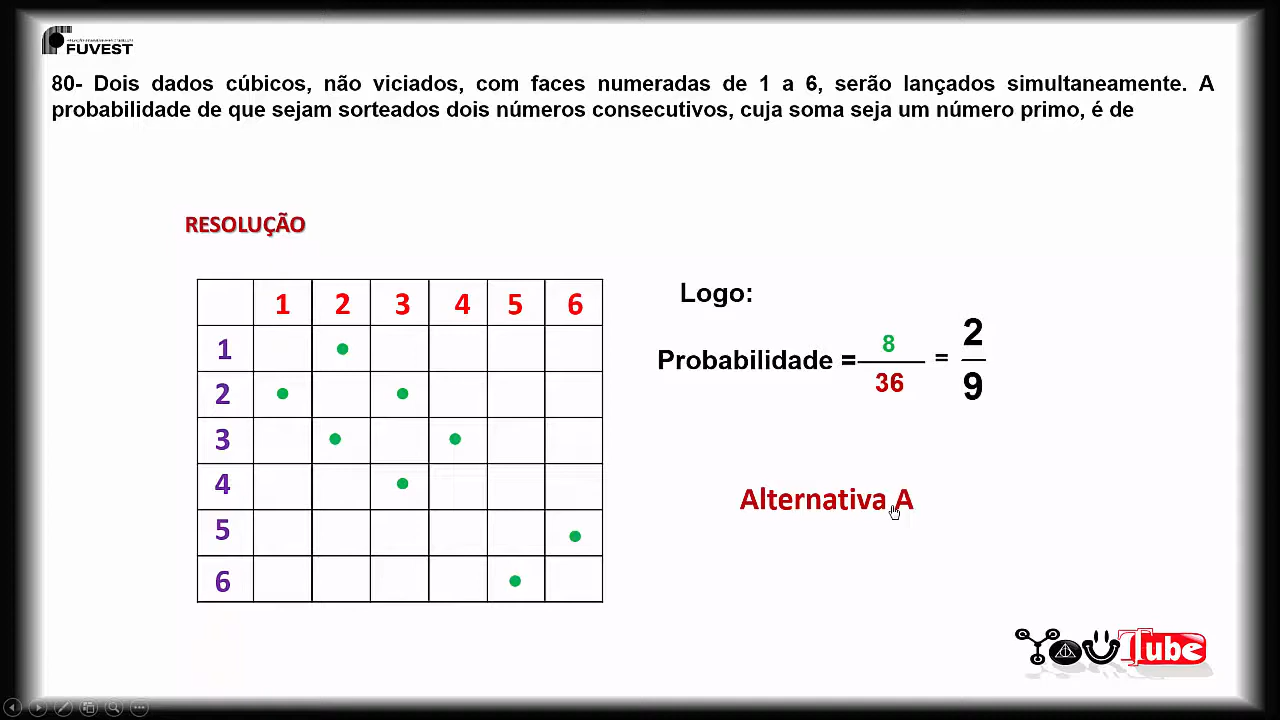 FUVEST
80- Dois dados cúbicos, não viciados, com faces numeradas de 1 a 6, serão lançados simultaneamente. A
probabilidade de que sejam sorteados dois números consecutivos, cuja soma seja um número primo, é de
RESOLUÇÃO
1 2 3 4 5 6
1
2
3
4
5
6
Logo:
Probabilidade = 8/36 = 2/9
Alternativa A
YouTube